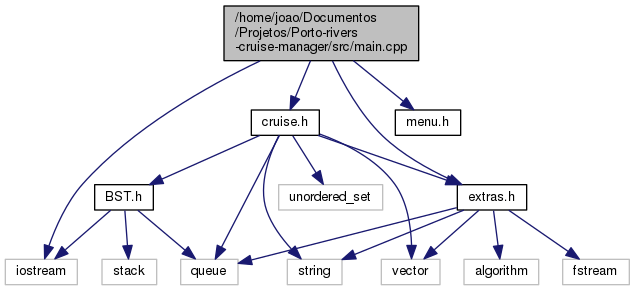 /home/joao/Documentos
/Projetos/Porto-rivers
-cruise-manager/src/main.cpp
cruise.h
menu.h
BST.h
unordered_set
extras.h
iostream
stack
queue
string
vector
algorithm
fstream